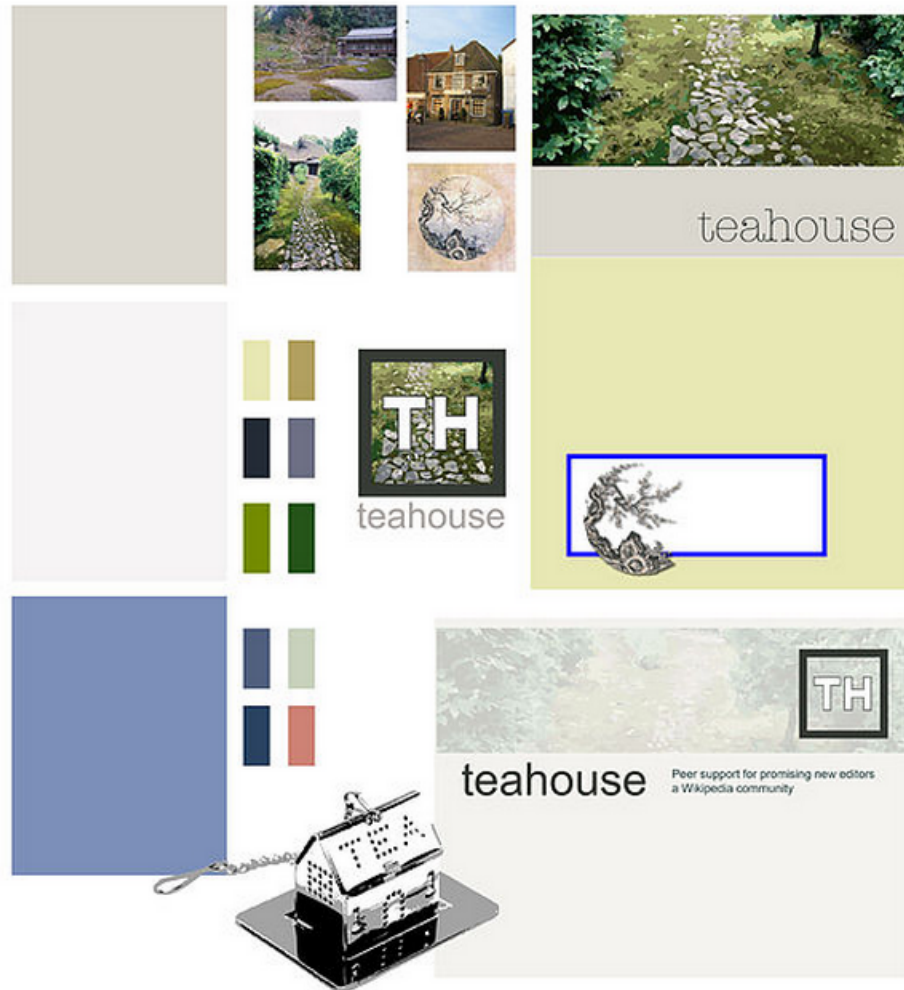 teahouse
TH
teahouse
TH
teahouse
Peer support for promising new editors
a Wikipedia community
TEA